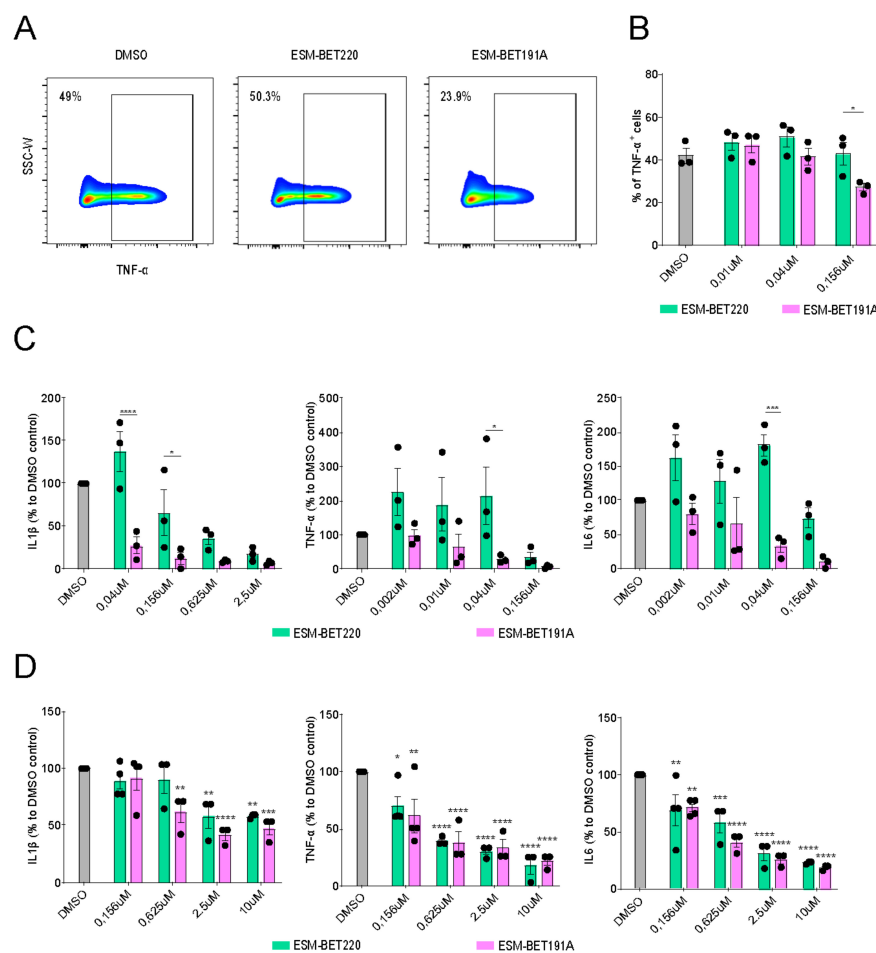 A
DMSO
ESM-BET220
ESM-BET191A
49%
50.3%
23.9%
SSC-W
TNF-α
B
% of TNF-α+ cells
80
60
40
20
0
*
DMSO
0,01uM
0,04uM
0,156uM
ESM-BET220
ESM-BET191A
C
IL1β (% to DMSO control)
200
150
100
50
0
****
*
DMSO
0,04uM
0,156uM
0,625uM
2,5uM
TNF-α (% to DMSO control)
500
400
300
200
100
0
*
DMSO
0,002uM
0,01uM
0,04uM
0,156uM
IL6 (% to DMSO control)
250
200
150
100
50
0
***
DMSO
0,002uM
0,01uM
0,04uM
0,156uM
ESM-BET220
ESM-BET191A
D
IL1β (% to DMSO control)
150
100
50
0
**
**
****
**
***
DMSO
0,156uM
0,625uM
2.5uM
10uM
TNF-α (% to DMSO control)
150
100
50
0
*
**
****
****
****
****
****
****
DMSO
0,156uM
0,625uM
2.5uM
10uM
IL6 (% to DMSO control)
150
100
50
0
**
**
***
****
****
****
****
****
DMSO
0,156uM
0,625uM
2.5uM
10uM
ESM-BET220
ESM-BET191A